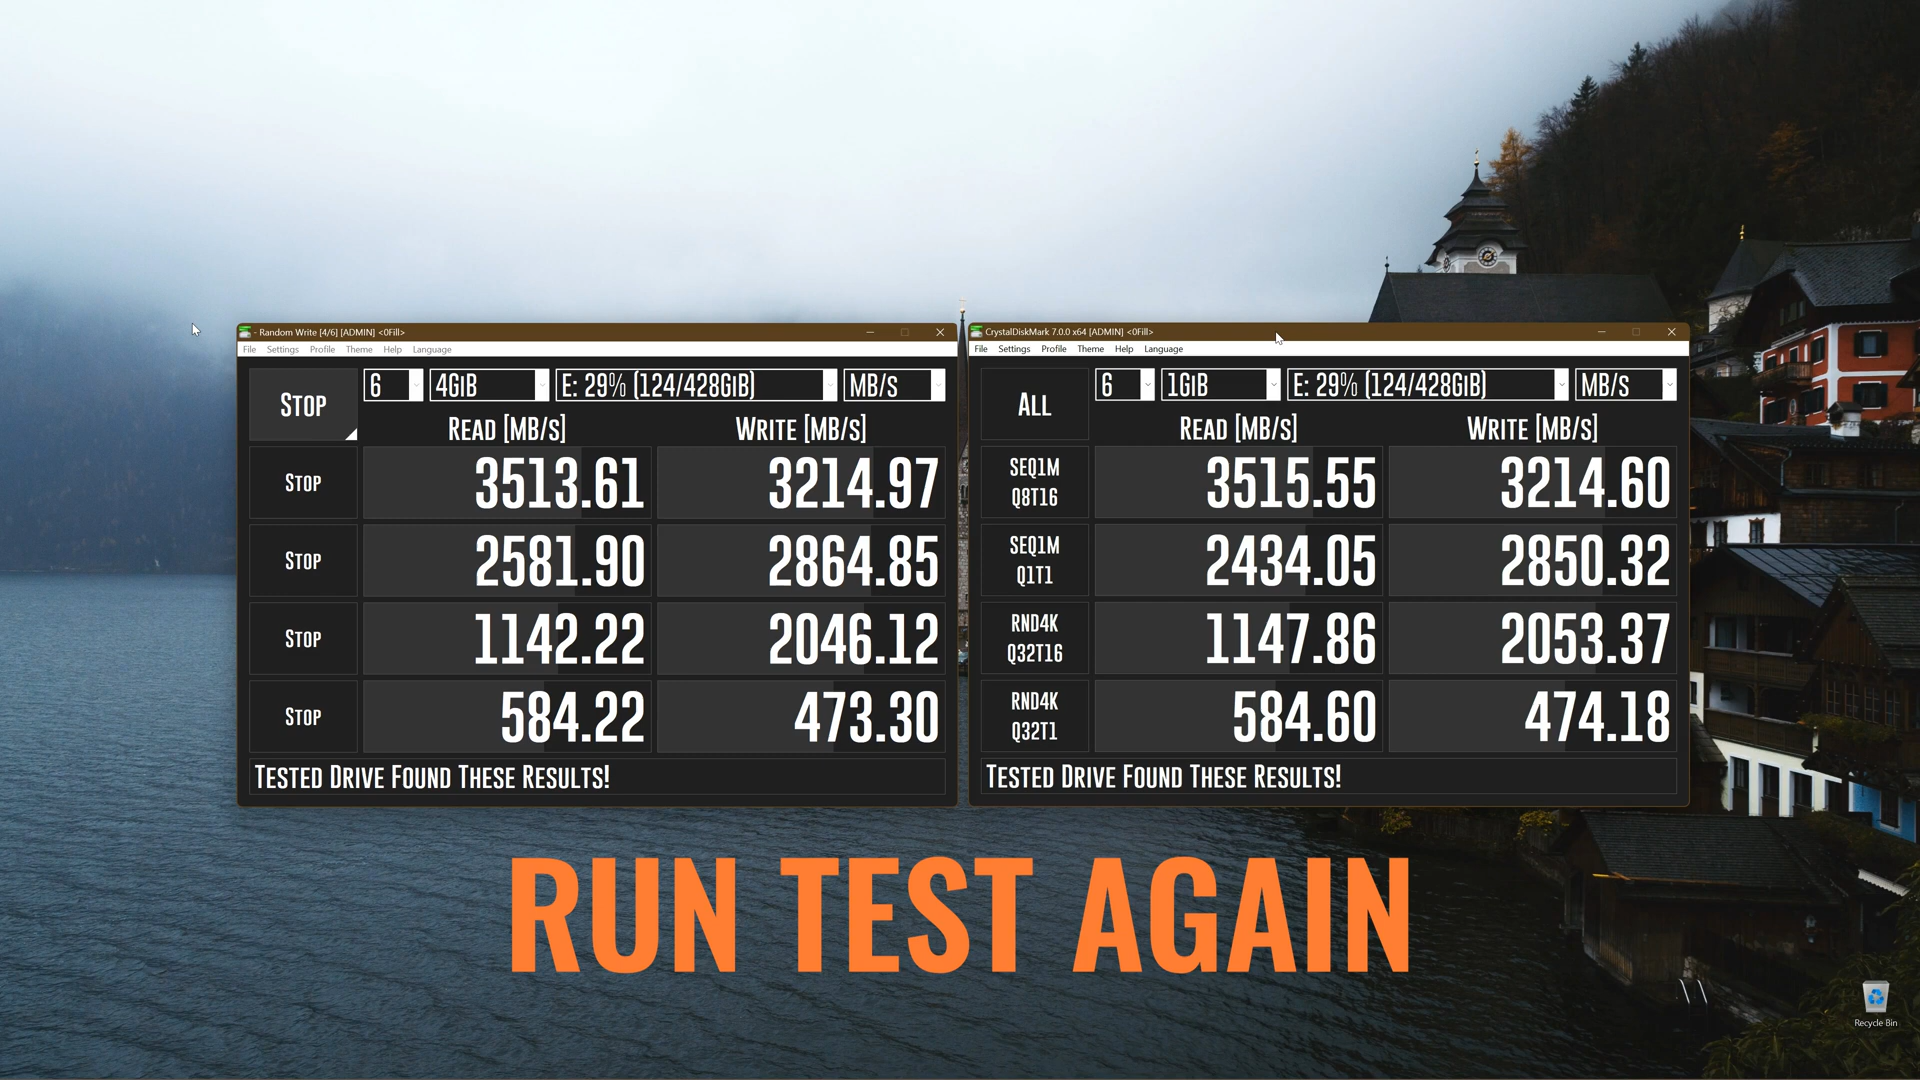 - Random Write [4/6] [ADMIN] <0Fill>
File Settings Profile Theme Help Language
Stop
6
4GiB
E: 29% (124/428GiB)
MB/s
Read [MB/s]
Write [MB/s]
Stop
3513.61
3214.97
Stop
2581.90
2864.85
Stop
1142.22
2046.12
Stop
584.22
473.30
Tested Drive Found These Results!
CrystalDiskMark 7.0.0 x64 [ADMIN] <0Fill>
File Settings Profile Theme Help Language
All
6
1GiB
E: 29% (124/428GiB)
MB/s
Read [MB/s]
Write [MB/s]
SEQ1M
Q8T16
3515.55
3214.60
SEQ1M
Q1T1
2434.05
2850.32
RND4K
Q32T16
1147.86
2053.37
RND4K
Q32T1
584.60
474.18
Tested Drive Found These Results!
RUN TEST AGAIN
Recycle Bin